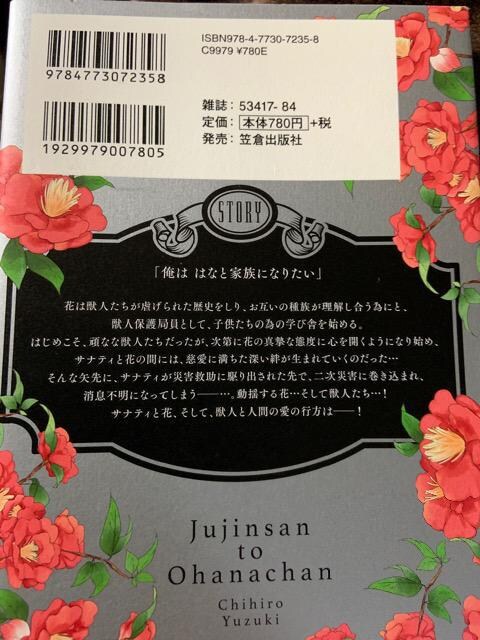 ISBN978-4-7730-7235-8
C9979 ¥780E
9784773072358
雑誌：53417-84
定価：本体780円+税
発売：笠倉出版社
1929979007805
STORY
「俺は はなと家族になりたい」
花は獣人たちが虐げられた歴史をしり、お互いの種族が理解し合う為にと、
獣人保護局員として、子供たちの為の学び舎を始める。
はじめこそ、頑な獣人たちだったが、次第に花の真摯な態度に心を開くようになり始め、
サナティと花の間には、慈愛に満ちた深い絆が生まれていくのだった…
そんな矢先に、サナティが災害救助に駆り出された先で、二次災害に巻き込まれ、
消息不明になってしまう――…。動揺する花…そして獣人たち…！
サナティと花、そして、獣人と人間の愛の行方は――！
Jujinsan
to
Ohanachan
Chihiro
Yuzuki